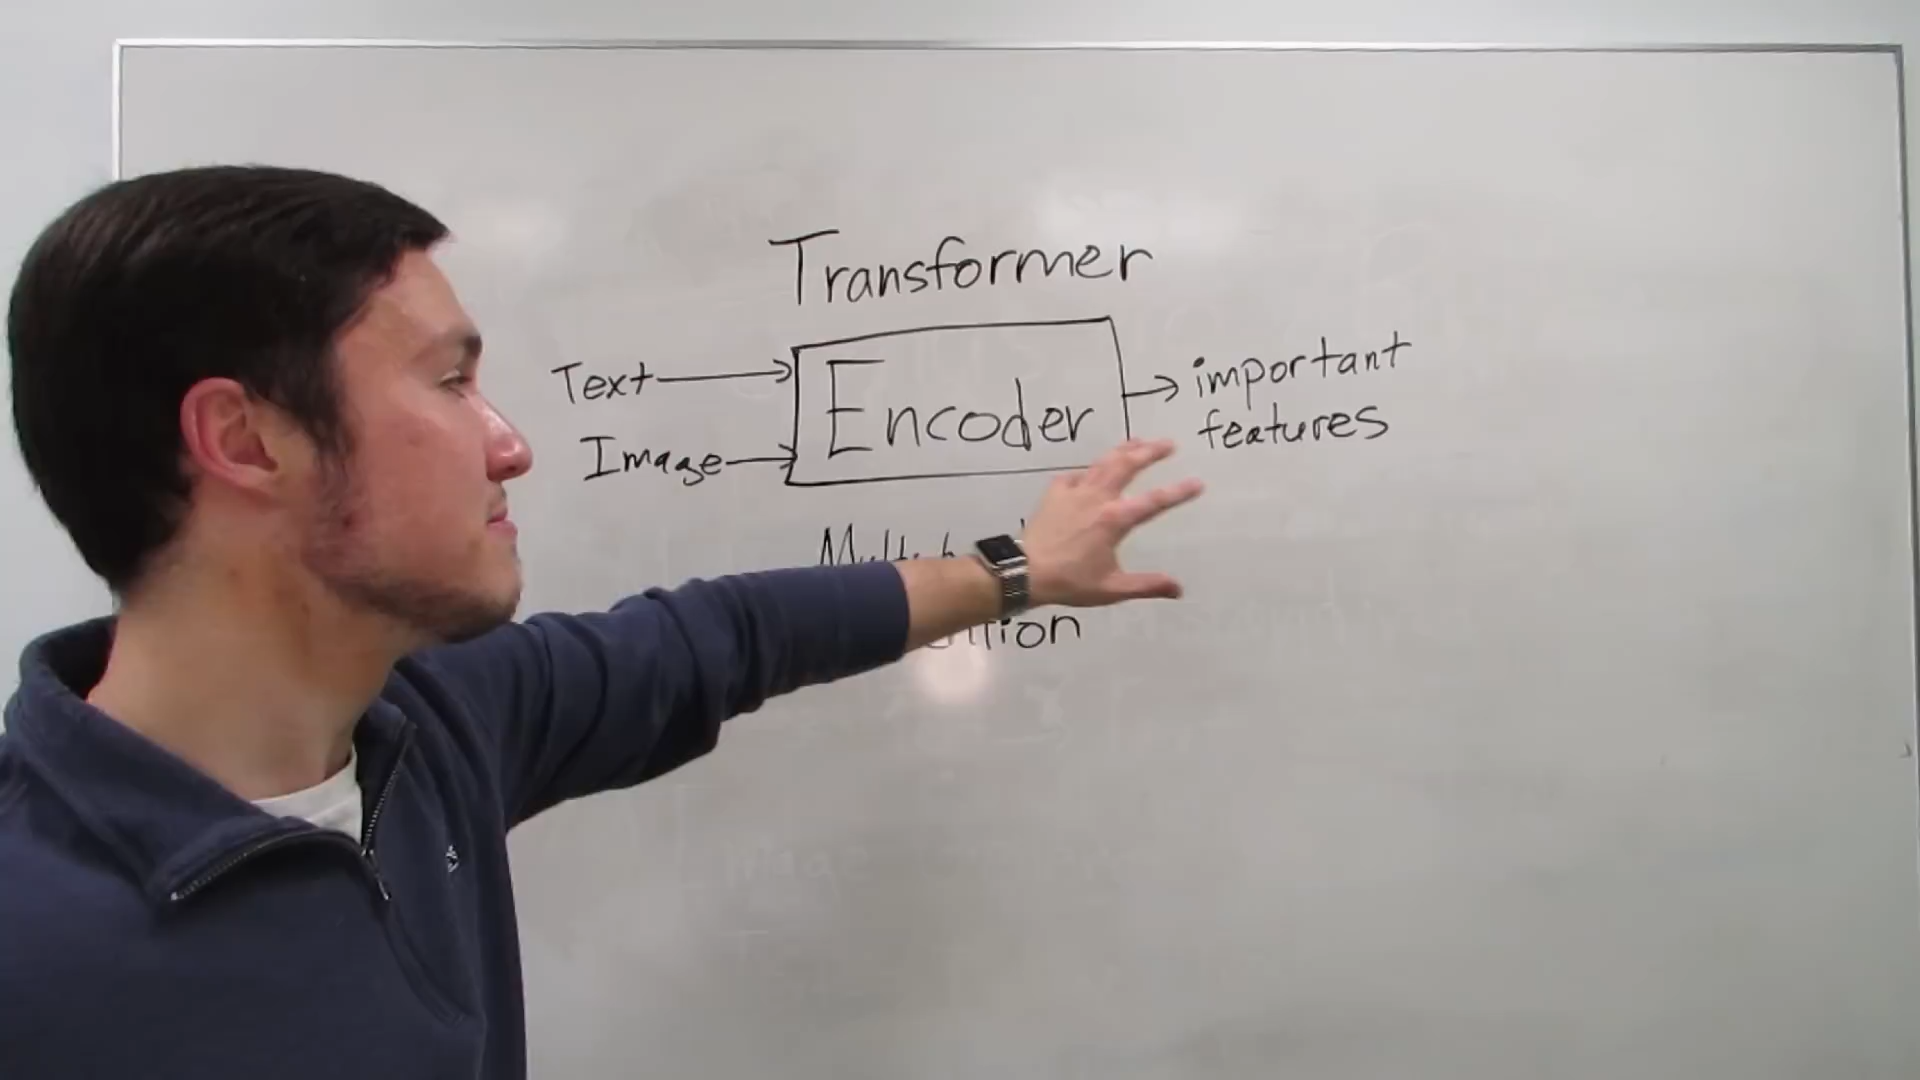 Transformer
Text
Encoder
important
features
Image